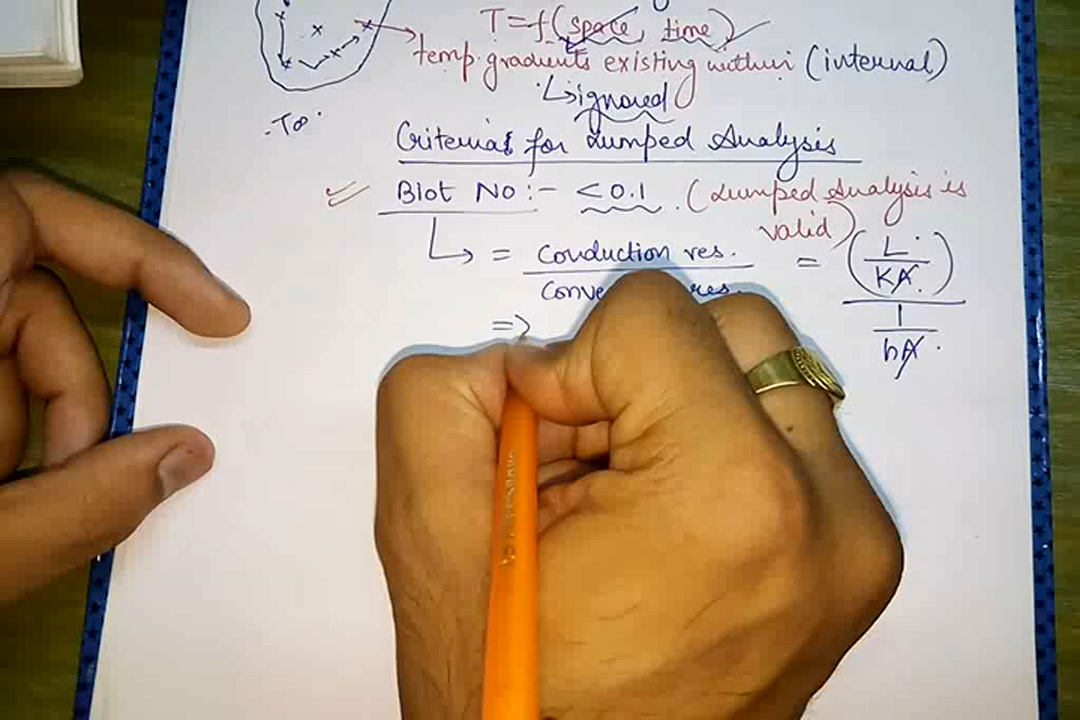 T=f(space, time)
temp. gradients existing within (internal)
↳ignored
.T∞.
Criteria for Lumped Analysis
Biot No:- <0.1. (Lumped Analysis is valid)
↳ = Conduction res. / res. = (L/KA) / (1/hA)
=>